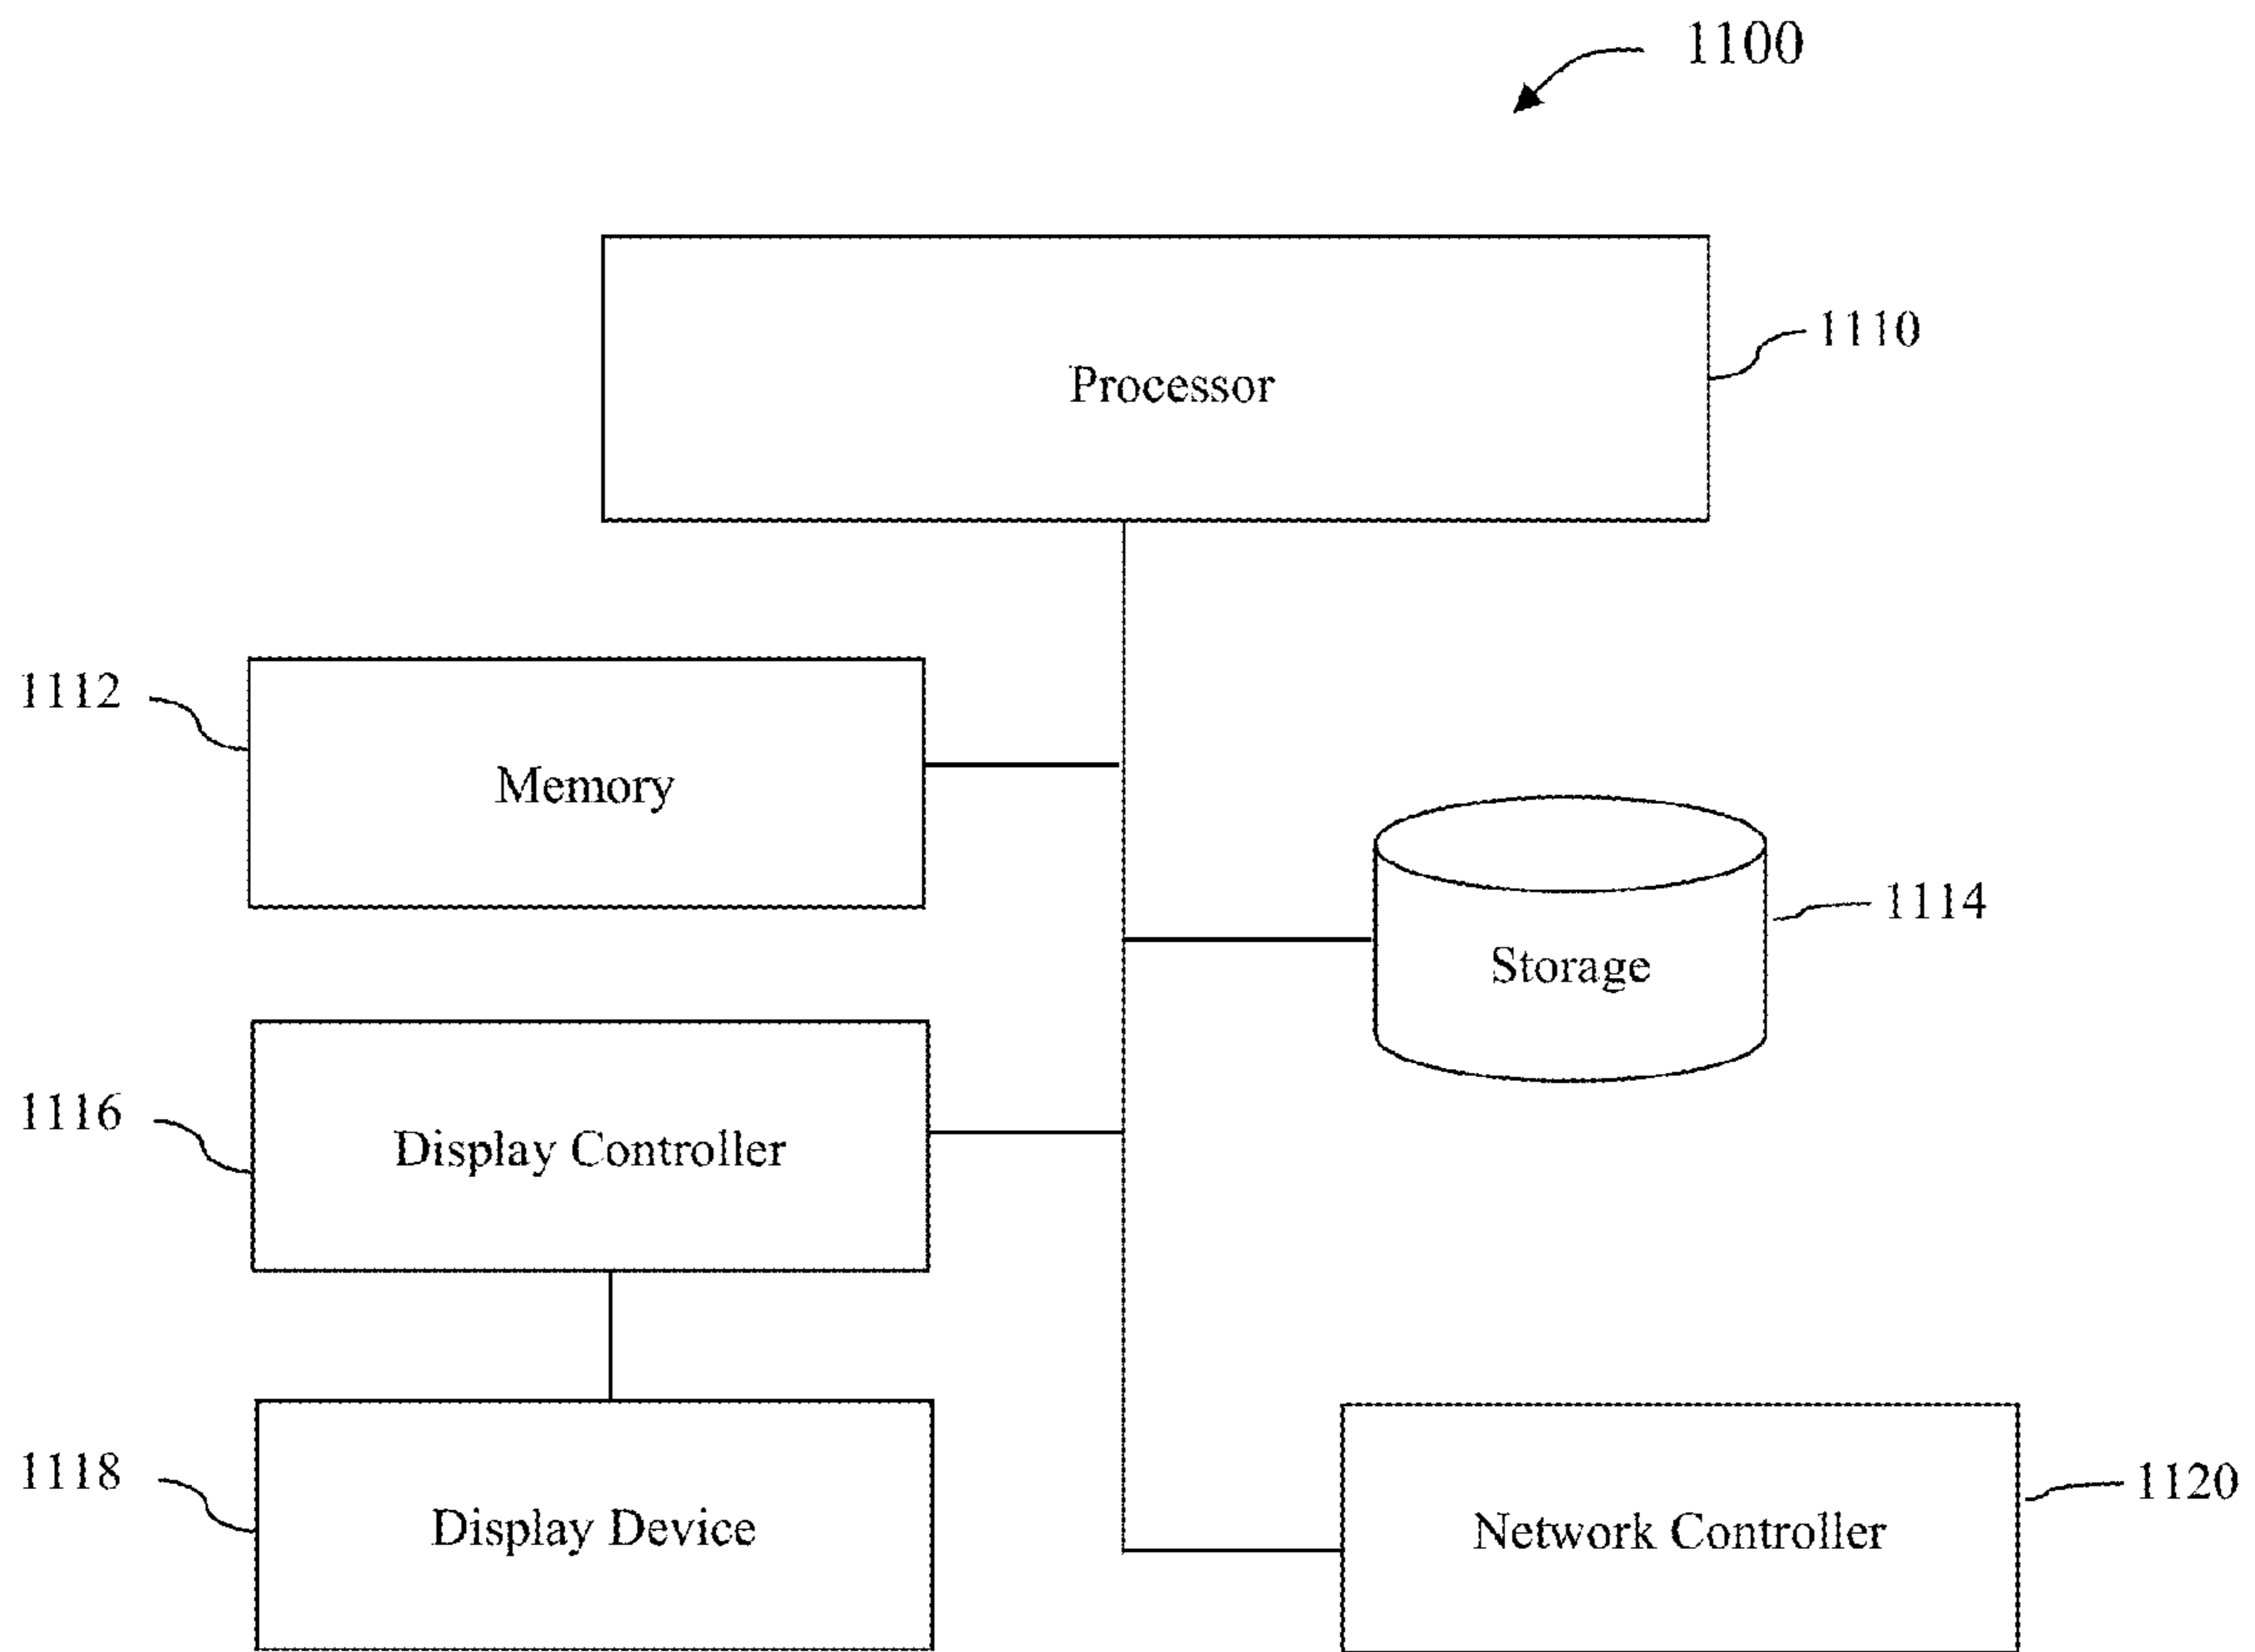 1100
1110
Processor
1112
Memory
1114
Storage
1116
Display Controller
1118
Display Device
1120
Network Controller